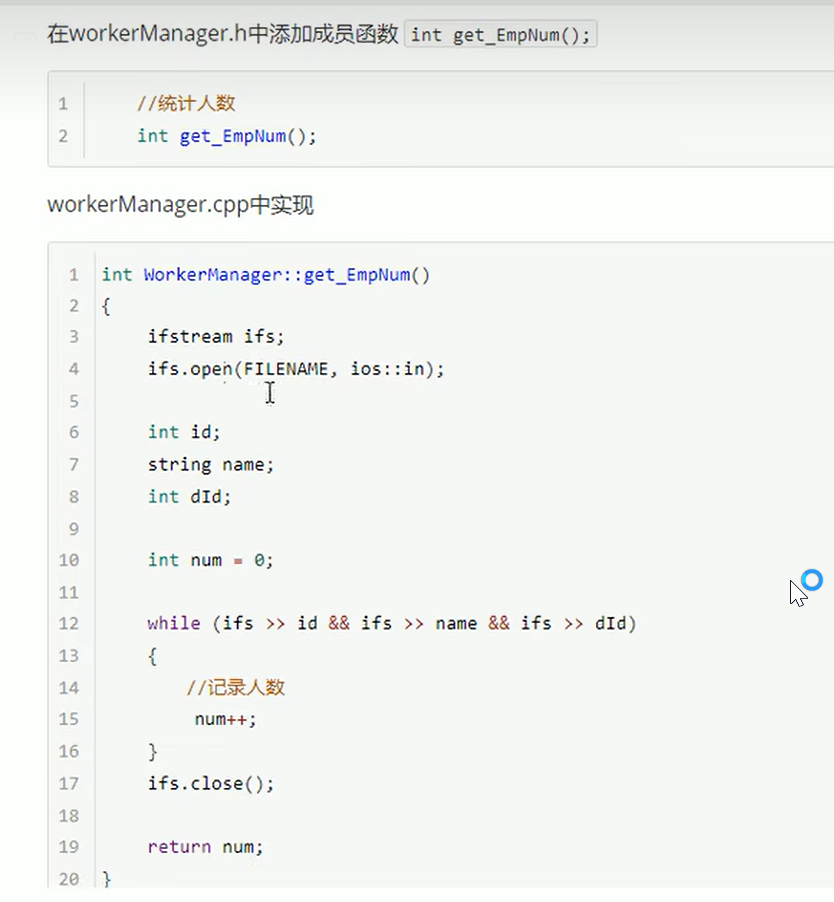 在workerManager.h中添加成员函数 int get_EmpNum();
1 //统计人数
2 int get_EmpNum();
workerManager.cpp中实现
1 int WorkerManager::get_EmpNum()
2 {
3 ifstream ifs;
4 ifs.open(FILENAME, ios::in);
5
6 int id;
7 string name;
8 int dId;
9
10 int num = 0;
11
12 while (ifs >> id && ifs >> name && ifs >> dId)
13 {
14 //记录人数
15 num++;
16 }
17 ifs.close();
18
19 return num;
20 }